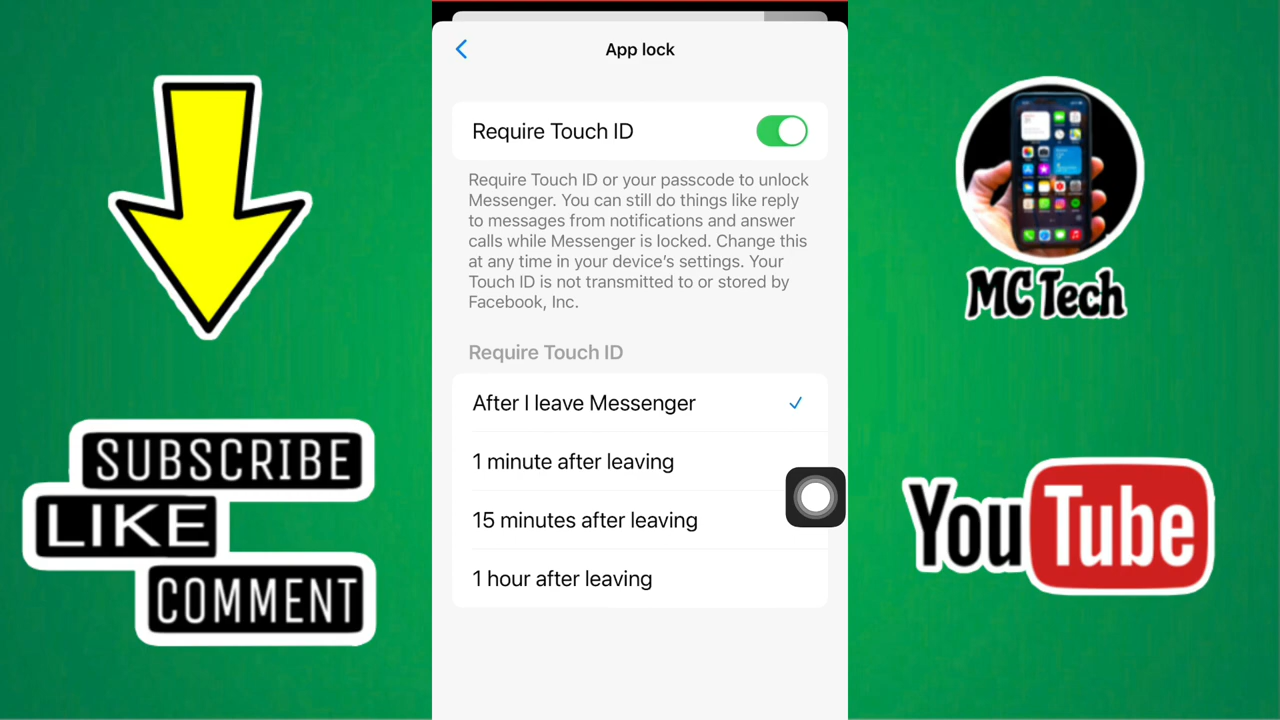 App lock
Require Touch ID
Require Touch ID or your passcode to unlock
Messenger. You can still do things like reply
to messages from notifications and answer
calls while Messenger is locked. Change this
at any time in your device's settings. Your
Touch ID is not transmitted to or stored by
Facebook, Inc.
Require Touch ID
After I leave Messenger
1 minute after leaving
15 minutes after leaving
1 hour after leaving
SUBSCRIBE
LIKE
COMMENT
MC Tech
YouTube